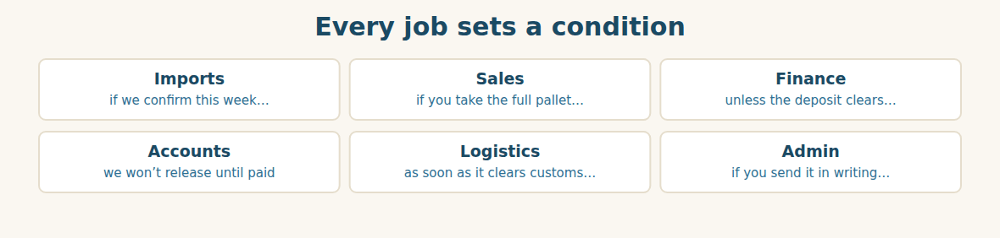 Every job sets a condition
Imports
if we confirm this week…
Sales
if you take the full pallet…
Finance
unless the deposit clears…
Accounts
we won’t release until paid
Logistics
as soon as it clears customs…
Admin
if you send it in writing…